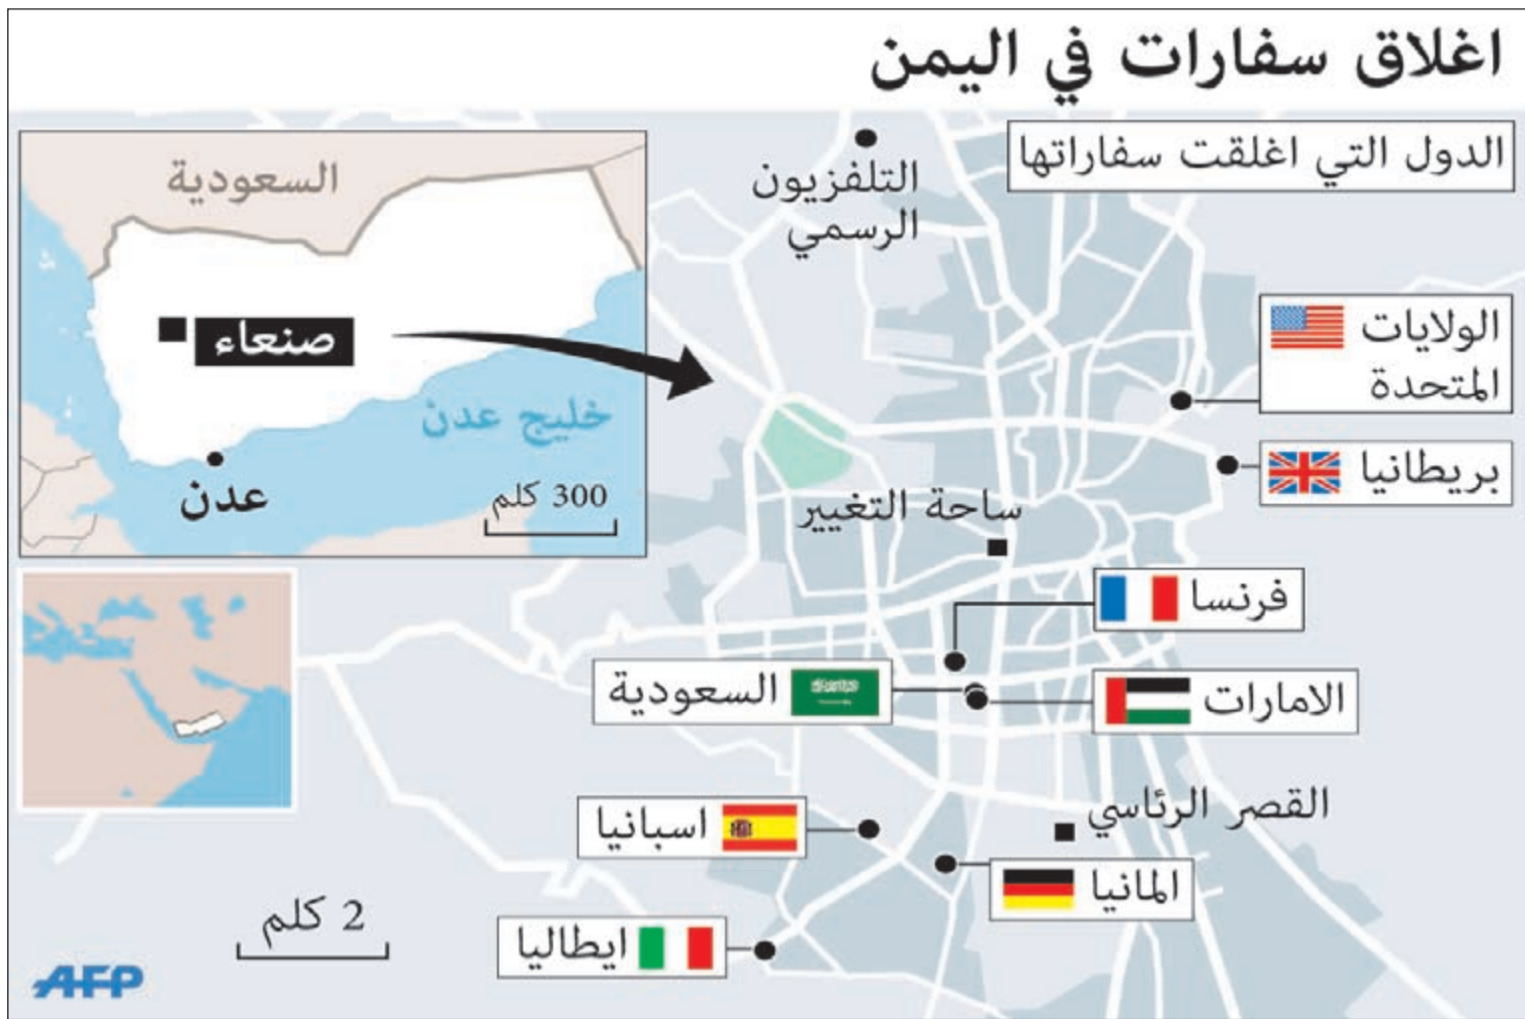 اغلاق سفارات في اليمن
الدول التي اغلقت سفاراتها
التلفزيون
الرسمي
السعودية
صنعاء
خليج عدن
عدن
300 كلم
الولايات
المتحدة
بريطانيا
ساحة التغيير
فرنسا
السعودية
الامارات
القصر الرئاسي
اسبانيا
المانيا
ايطاليا
2 كلم
AFP